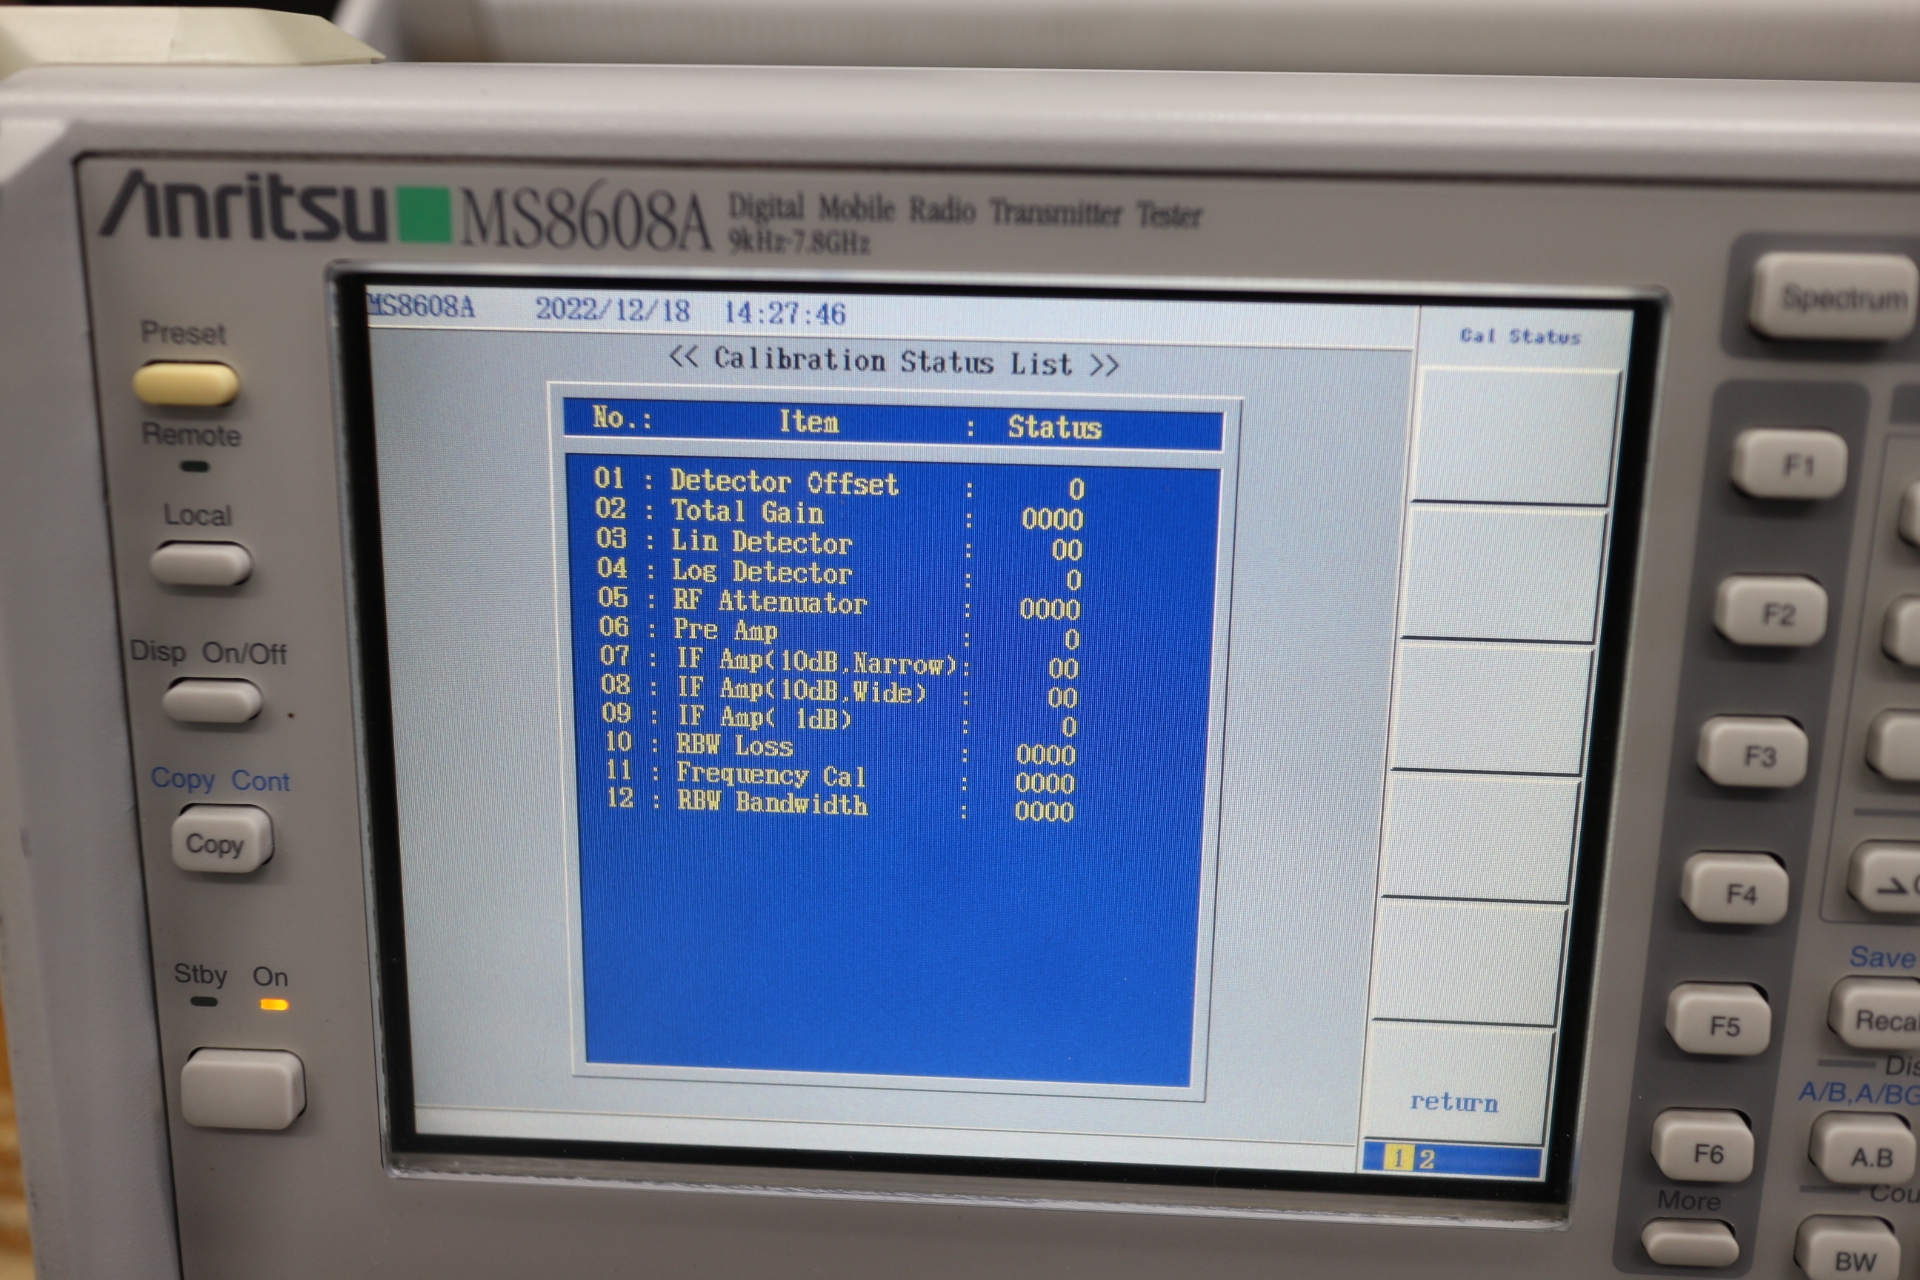 Anritsu MS8608A Digital Mobile Radio Transmitter Tester
9kHz-7.8GHz
Preset
Remote
Local
Disp On/Off
Copy Cont
Copy
Stby On
MS8608A 2022/12/18 14:27:46
<< Calibration Status List >>
No.: Item : Status
01 : Detector Offset : 0
02 : Total Gain : 0000
03 : Lin Detector : 00
04 : Log Detector : 0
05 : RF Attenuator : 0000
06 : Pre Amp : 0
07 : IF Amp(10dB,Narrow): 00
08 : IF Amp(10dB,Wide) : 00
09 : IF Amp( 1dB) : 0
10 : RBW Loss : 0000
11 : Frequency Cal : 0000
12 : RBW Bandwidth : 0000
Cal Status
return
1 2
Spectrum
F1
F2
F3
F4
F5
F6
More
Save
A.B
BW